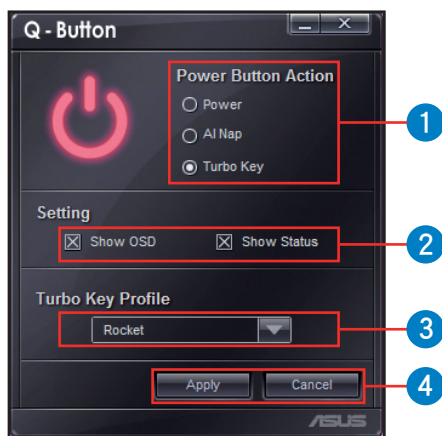 Q - Button
Power Button Action
Power
AI Nap
Turbo Key
1
Setting
Show OSD Show Status
2
Turbo Key Profile
Rocket
3
Apply Cancel
4
ASUS